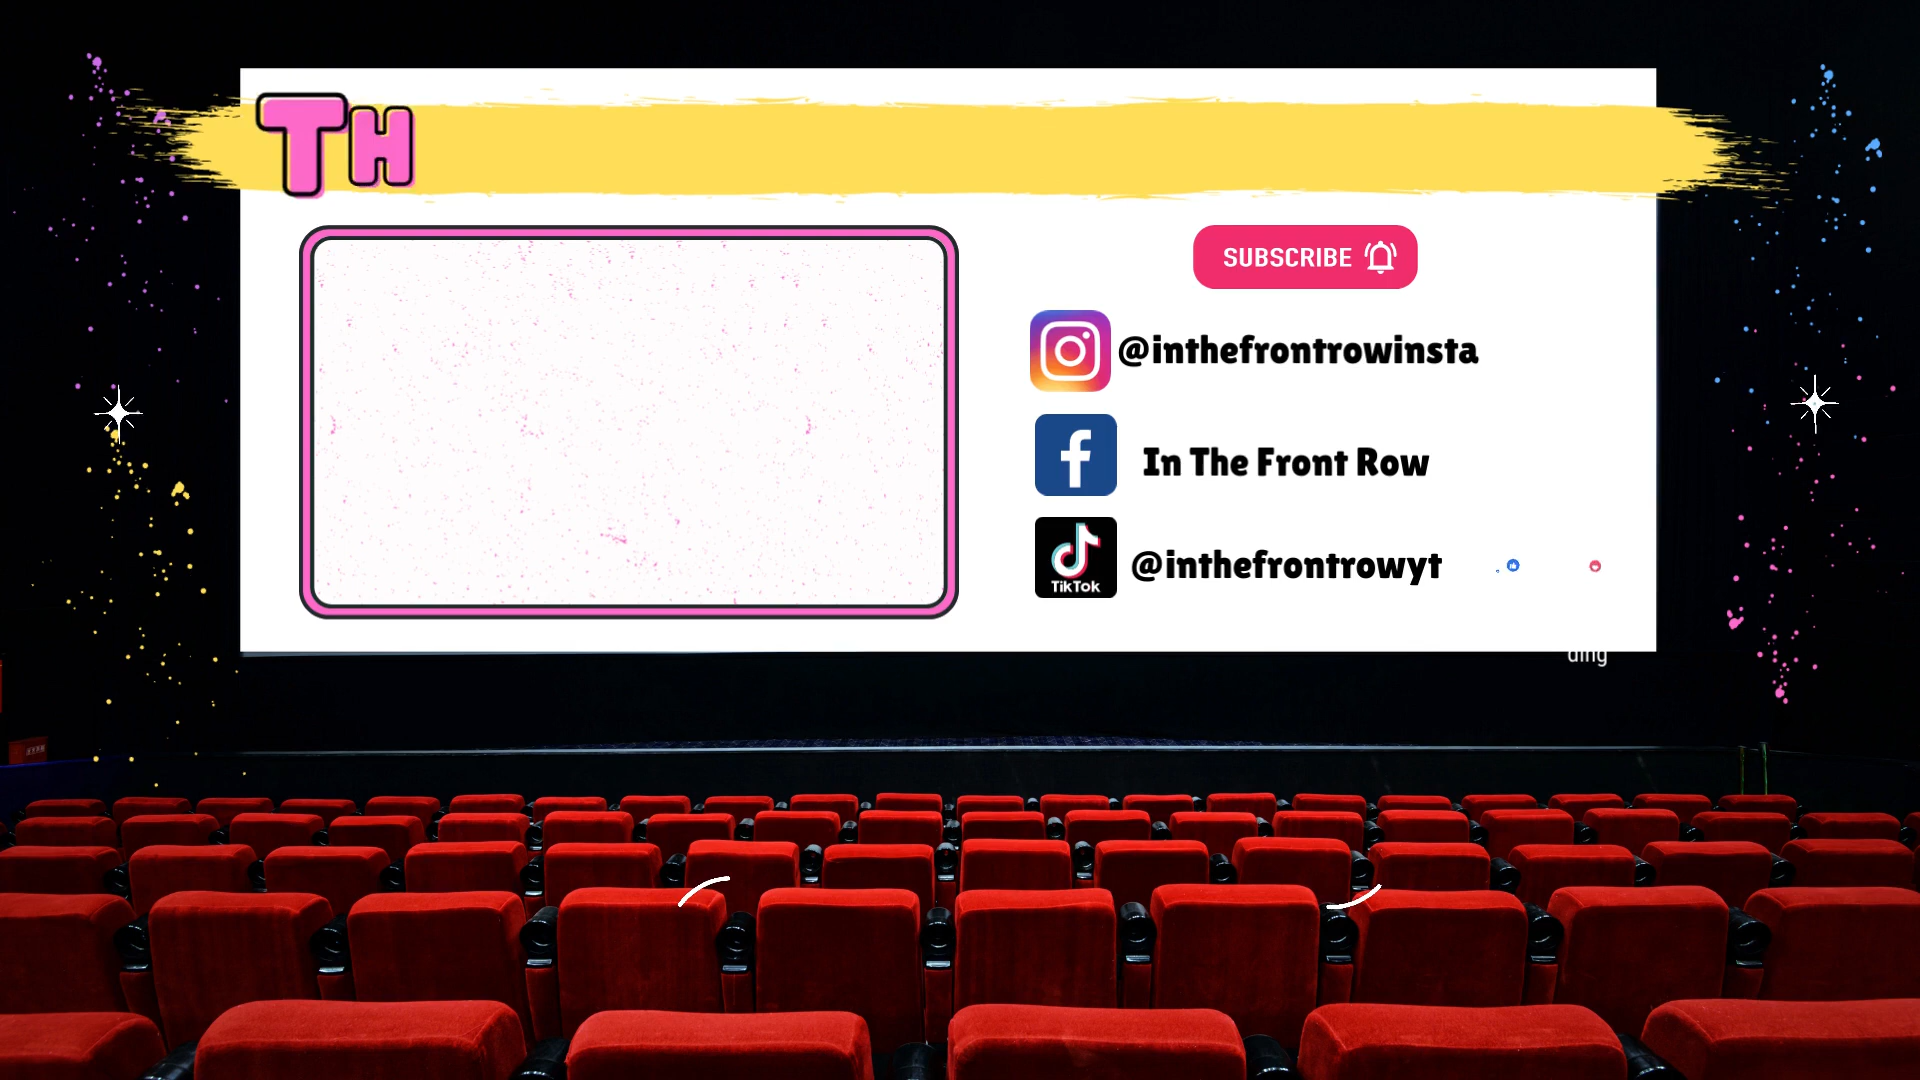 TH
SUBSCRIBE
@inthefrontrowinsta
In The Front Row
@inthefrontrowyt
TikTok